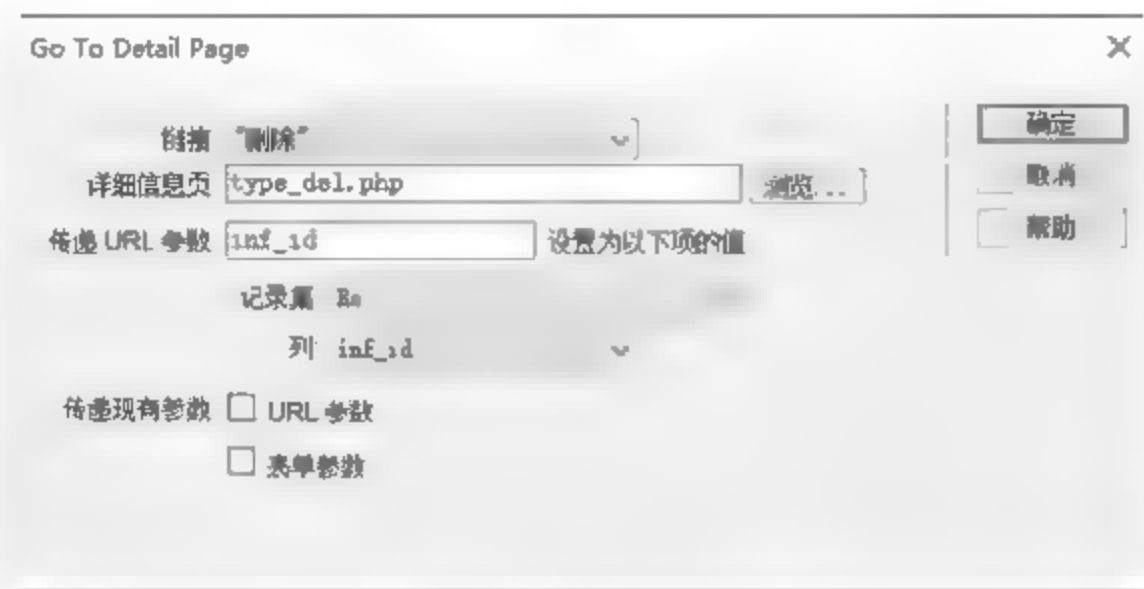 Go To Detail Page
链接 "删除"
确定
详细信息页 type_del.php 浏览...
取消
传递 URL 参数 inf_id 设置为以下项的值
帮助
记录集 Rs
列 inf_id
传递现有参数 URL 参数
表单参数